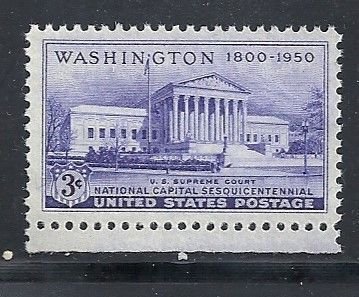 WASHINGTON 1800-1950
U.S. SUPREME COURT
3¢ NATIONAL CAPITAL SESQUICENTENNIAL
UNITED STATES POSTAGE